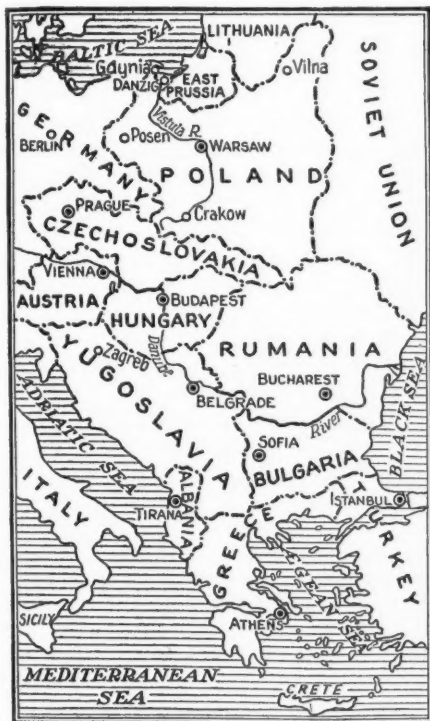 BALTIC SEA
LITHUANIA
Gdynia
DANZIG
EAST
PRUSSIA
Vilna
SOVIET UNION
GERMANY
BERLIN
Posen
Vistula R.
WARSAW
POLAND
PRAGUE
Crakow
CZECHOSLOVAKIA
VIENNA
AUSTRIA
BUDAPEST
HUNGARY
RUMANIA
Zagreb
Danube
YUGOSLAVIA
BELGRADE
BUCHAREST
River
BLACK SEA
ADRIATIC SEA
SOFIA
BULGARIA
ITALY
TIRANA
ALBANIA
ISTANBUL
GREECE
TURKEY
ÆGEAN SEA
SICILY
ATHENS
MEDITERRANEAN
SEA
CRETE